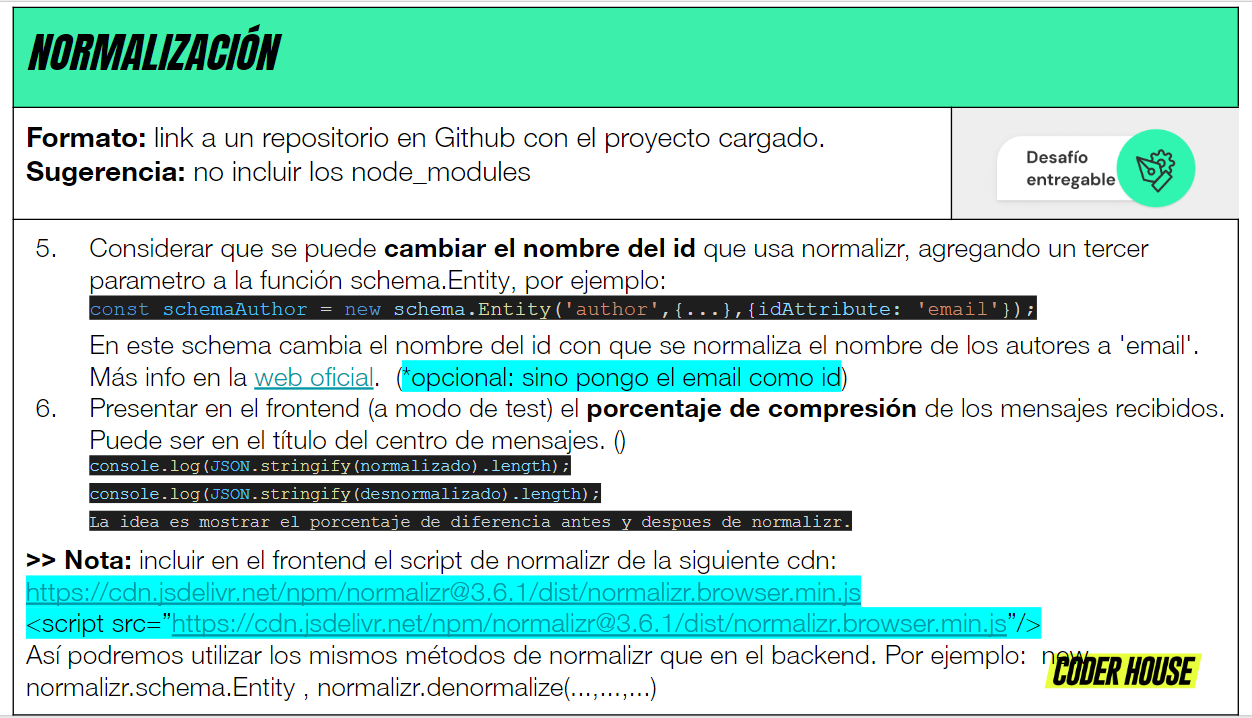 NORMALIZACIÓN
Formato: link a un repositorio en Github con el proyecto cargado.
Sugerencia: no incluir los node_modules
Desafío
entregable
5. Considerar que se puede cambiar el nombre del id que usa normalizr, agregando un tercer
parametro a la función schema.Entity, por ejemplo:
const schemaAuthor = new schema.Entity('author',{...},{idAttribute: 'email'});
En este schema cambia el nombre del id con que se normaliza el nombre de los autores a 'email'.
Más info en la web oficial. (*opcional: sino pongo el email como id)
6. Presentar en el frontend (a modo de test) el porcentaje de compresión de los mensajes recibidos.
Puede ser en el título del centro de mensajes. ()
console.log(JSON.stringify(normalizado).length);
console.log(JSON.stringify(desnormalizado).length);
La idea es mostrar el porcentaje de diferencia antes y despues de normalizr.
>> Nota: incluir en el frontend el script de normalizr de la siguiente cdn:
https://cdn.jsdelivr.net/npm/normalizr@3.6.1/dist/normalizr.browser.min.js
<script src=”https://cdn.jsdelivr.net/npm/normalizr@3.6.1/dist/normalizr.browser.min.js”/>
Así podremos utilizar los mismos métodos de normalizr que en el backend. Por ejemplo: new
normalizr.schema.Entity , normalizr.denormalize(...,...,...)
CODER HOUSE